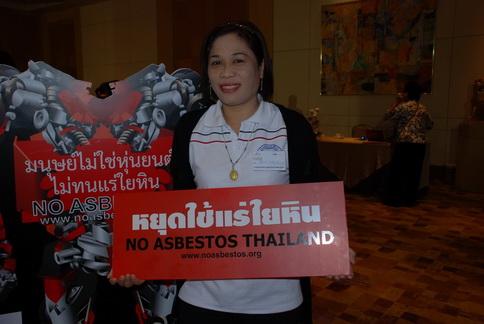 มนุษย์ไม่ใช่หุ่นยนต์
ไม่ทนแร่ใยหิน
NO ASB
www.noasbes
หยุดใช้แร่ใยหิน
NO ASBESTOS THAILAND
www.noasbestos.org